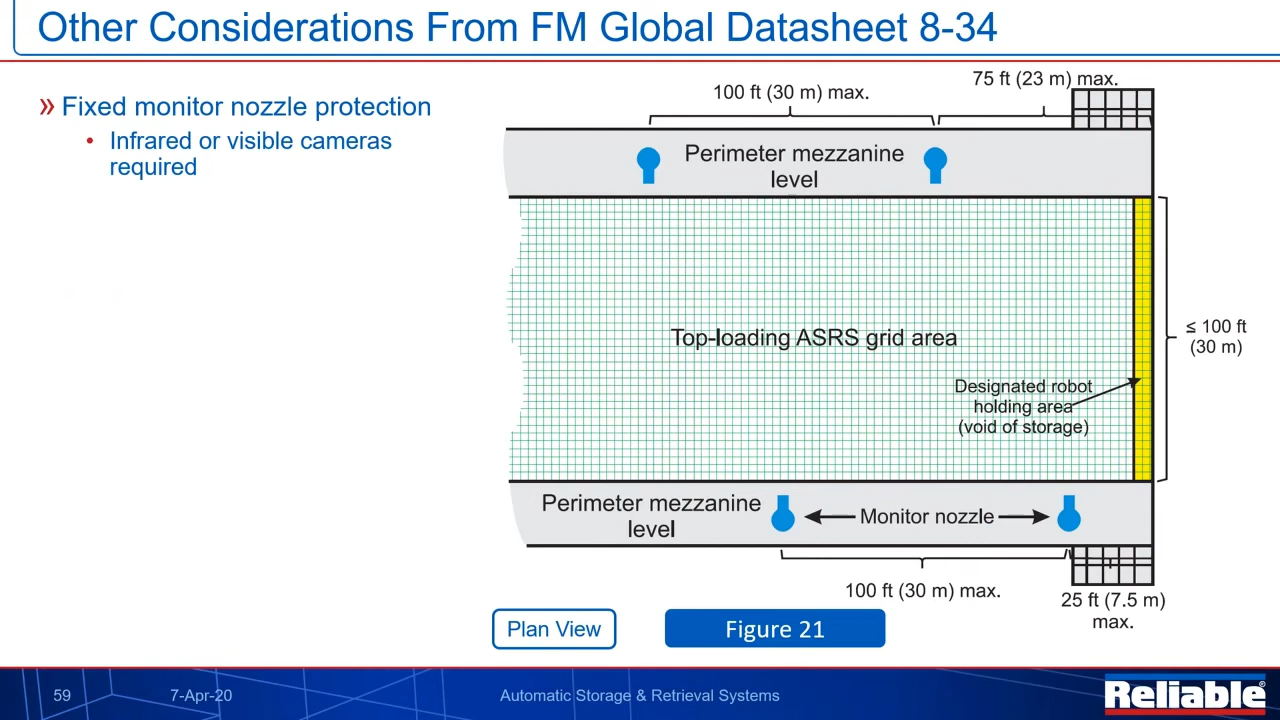 Other Considerations From FM Global Datasheet 8-34
» Fixed monitor nozzle protection
• Infrared or visible cameras
required
100 ft (30 m) max.
75 ft (23 m) max.
Perimeter mezzanine
level
Top-loading ASRS grid area
≤ 100 ft
(30 m)
Designated robot
holding area
(void of storage)
Perimeter mezzanine
level
Monitor nozzle
100 ft (30 m) max.
25 ft (7.5 m)
max.
Plan View
Figure 21
59
7-Apr-20
Automatic Storage & Retrieval Systems
Reliable®